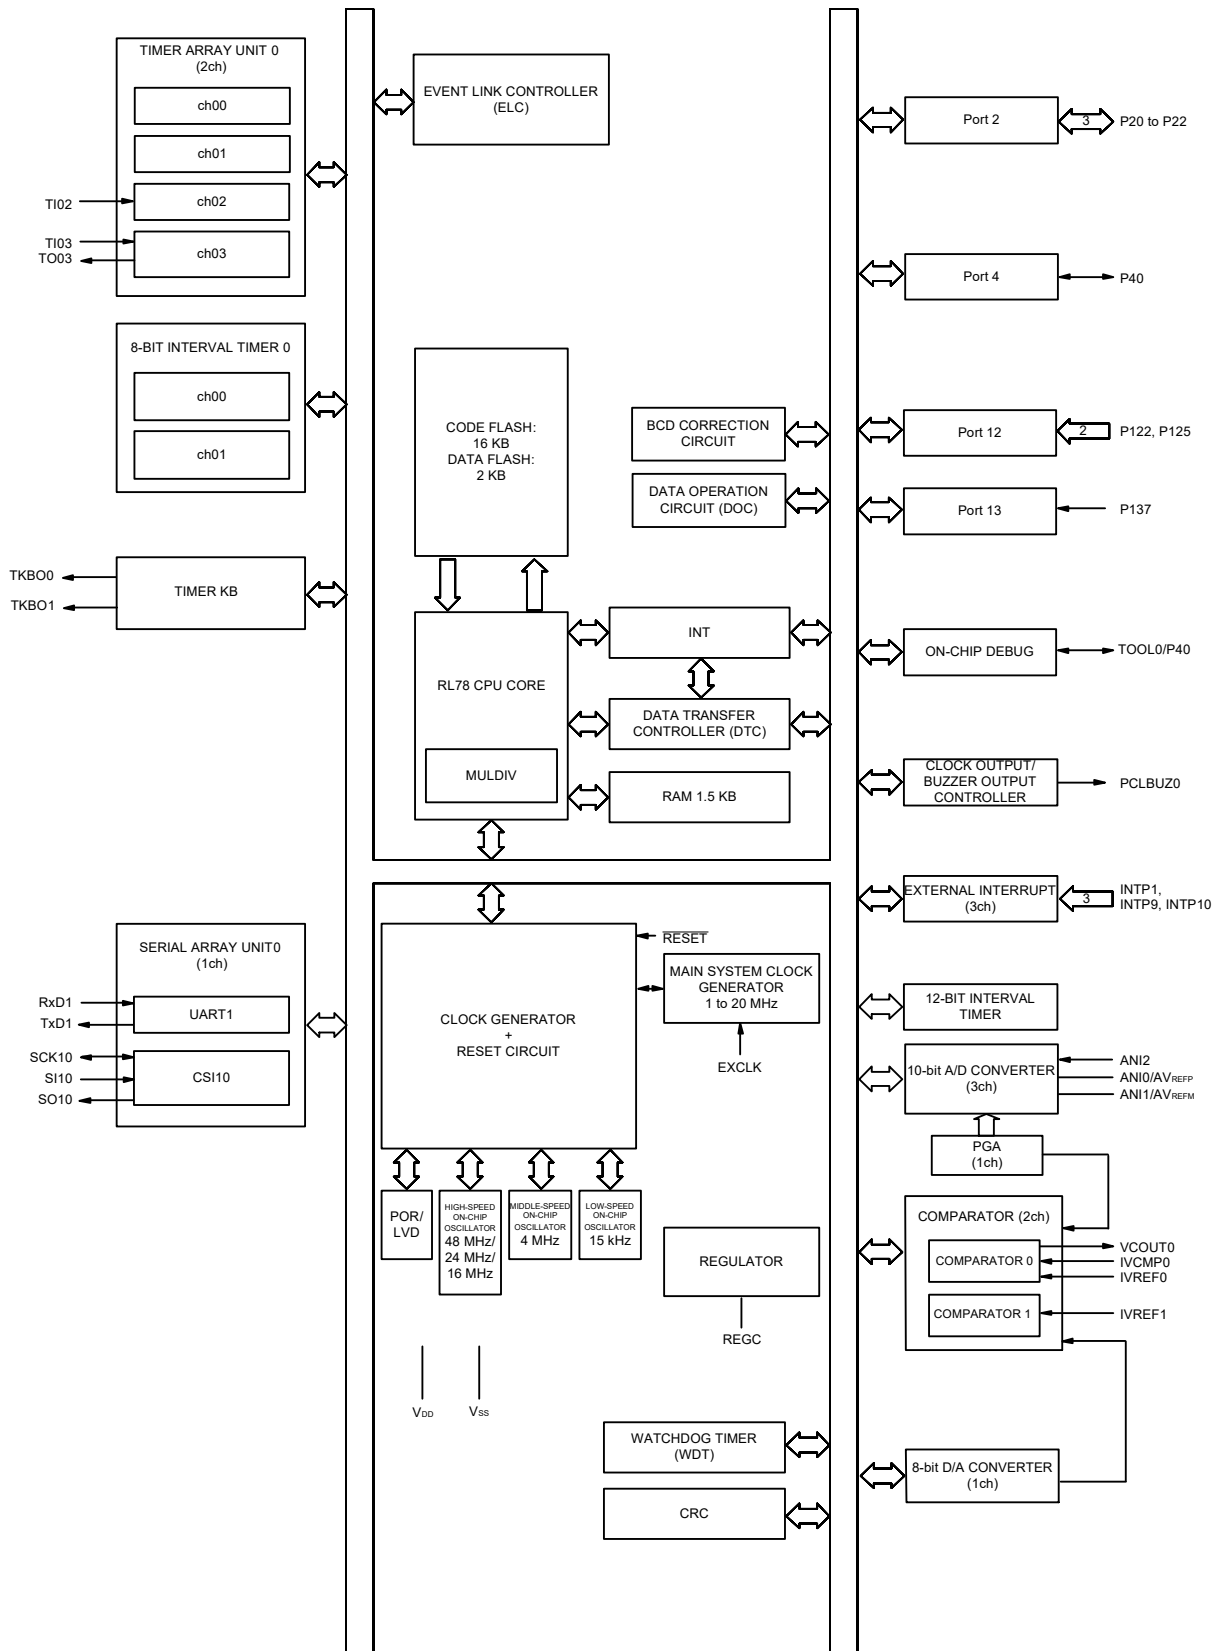 TIMER ARRAY UNIT 0
(2ch)
ch00
ch01
TI02
ch02
TI03
TO03
ch03
8-BIT INTERVAL TIMER 0
ch00
ch01
TKBO0
TKBO1
TIMER KB
SERIAL ARRAY UNIT0
(1ch)
RxD1
TxD1
UART1
SCK10
SI10
SO10
CSI10
EVENT LINK CONTROLLER
(ELC)
CODE FLASH:
16 KB
DATA FLASH:
2 KB
BCD CORRECTION
CIRCUIT
DATA OPERATION
CIRCUIT (DOC)
RL78 CPU CORE
MULDIV
INT
DATA TRANSFER
CONTROLLER (DTC)
RAM 1.5 KB
CLOCK GENERATOR
+
RESET CIRCUIT
RESET
MAIN SYSTEM CLOCK
GENERATOR
1 to 20 MHz
EXCLK
POR/
LVD
HIGH-SPEED
ON-CHIP
OSCILLATOR
48 MHz/
24 MHz/
16 MHz
MIDDLE-SPEED
ON-CHIP
OSCILLATOR
4 MHz
LOW-SPEED
ON-CHIP
OSCILLATOR
15 kHz
REGULATOR
REGC
VDD
VSS
WATCHDOG TIMER
(WDT)
CRC
Port 2
3
P20 to P22
Port 4
P40
Port 12
2
P122, P125
Port 13
P137
ON-CHIP DEBUG
TOOL0/P40
CLOCK OUTPUT/
BUZZER OUTPUT
CONTROLLER
PCLBUZ0
EXTERNAL INTERRUPT
(3ch)
3
INTP1,
INTP9, INTP10
12-BIT INTERVAL
TIMER
10-bit A/D CONVERTER
(3ch)
ANI2
ANI0/AVREFP
ANI1/AVREFM
PGA
(1ch)
COMPARATOR (2ch)
COMPARATOR 0
VCOUT0
IVCMP0
IVREF0
COMPARATOR 1
IVREF1
8-bit D/A CONVERTER
(1ch)